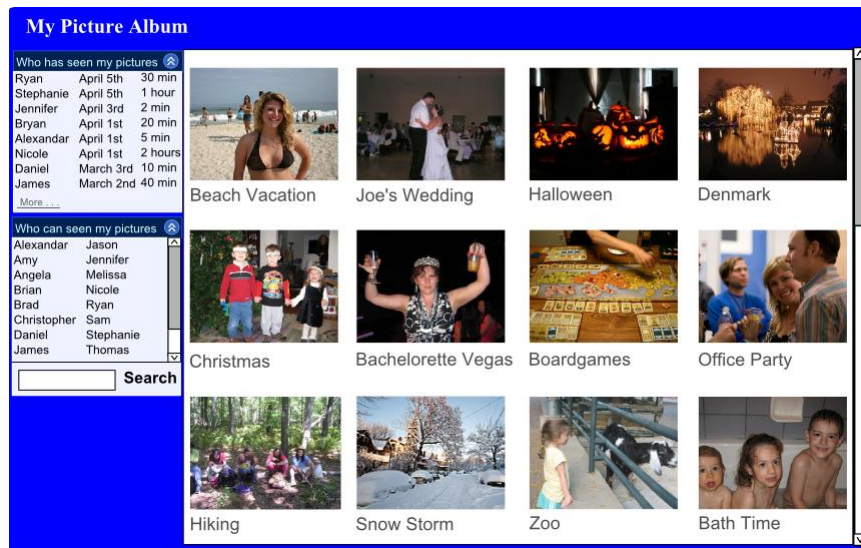 My Picture Album
Who has seen my pictures
Ryan April 5th 30 min
Stephanie April 5th 1 hour
Jennifer April 3rd 2 min
Bryan April 1st 20 min
Alexandar April 1st 5 min
Nicole April 1st 2 hours
Daniel March 3rd 10 min
James March 2nd 40 min
More . . .
Who can seen my pictures
Alexandar Jason
Amy Jennifer
Angela Melissa
Brian Nicole
Brad Ryan
Christopher Sam
Daniel Stephanie
James Thomas
Search
Beach Vacation Joe's Wedding Halloween Denmark
Christmas Bachelorette Vegas Boardgames Office Party
Hiking Snow Storm Zoo Bath Time